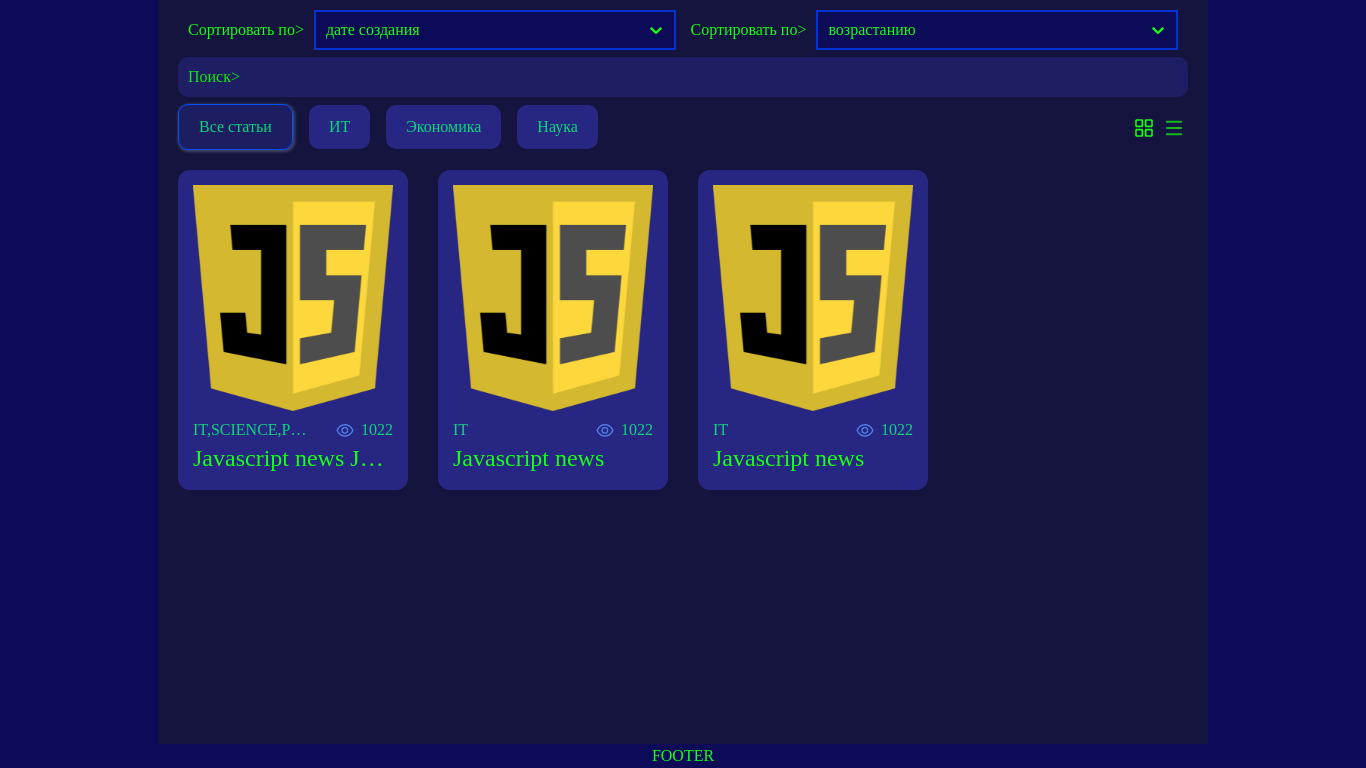 Сортировать по> дате создания Сортировать по> возрастанию
Поиск>
Все статьи ИТ Экономика Наука
JS JS JS
IT,SCIENCE,P… 1022 IT 1022 IT 1022
Javascript news J… Javascript news Javascript news
FOOTER